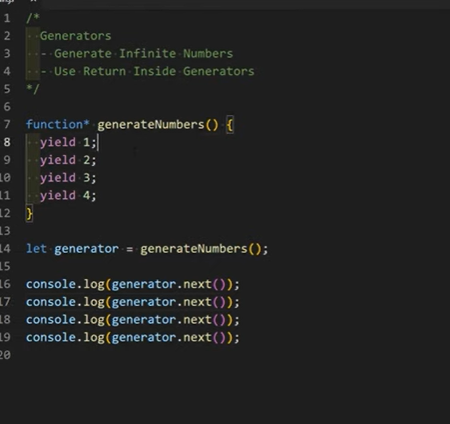 1 /*
2 Generators
3 - Generate Infinite Numbers
4 - Use Return Inside Generators
5 */
6
7 function* generateNumbers() {
8 yield 1;
9 yield 2;
10 yield 3;
11 yield 4;
12 }
13
14 let generator = generateNumbers();
15
16 console.log(generator.next());
17 console.log(generator.next());
18 console.log(generator.next());
19 console.log(generator.next());
20